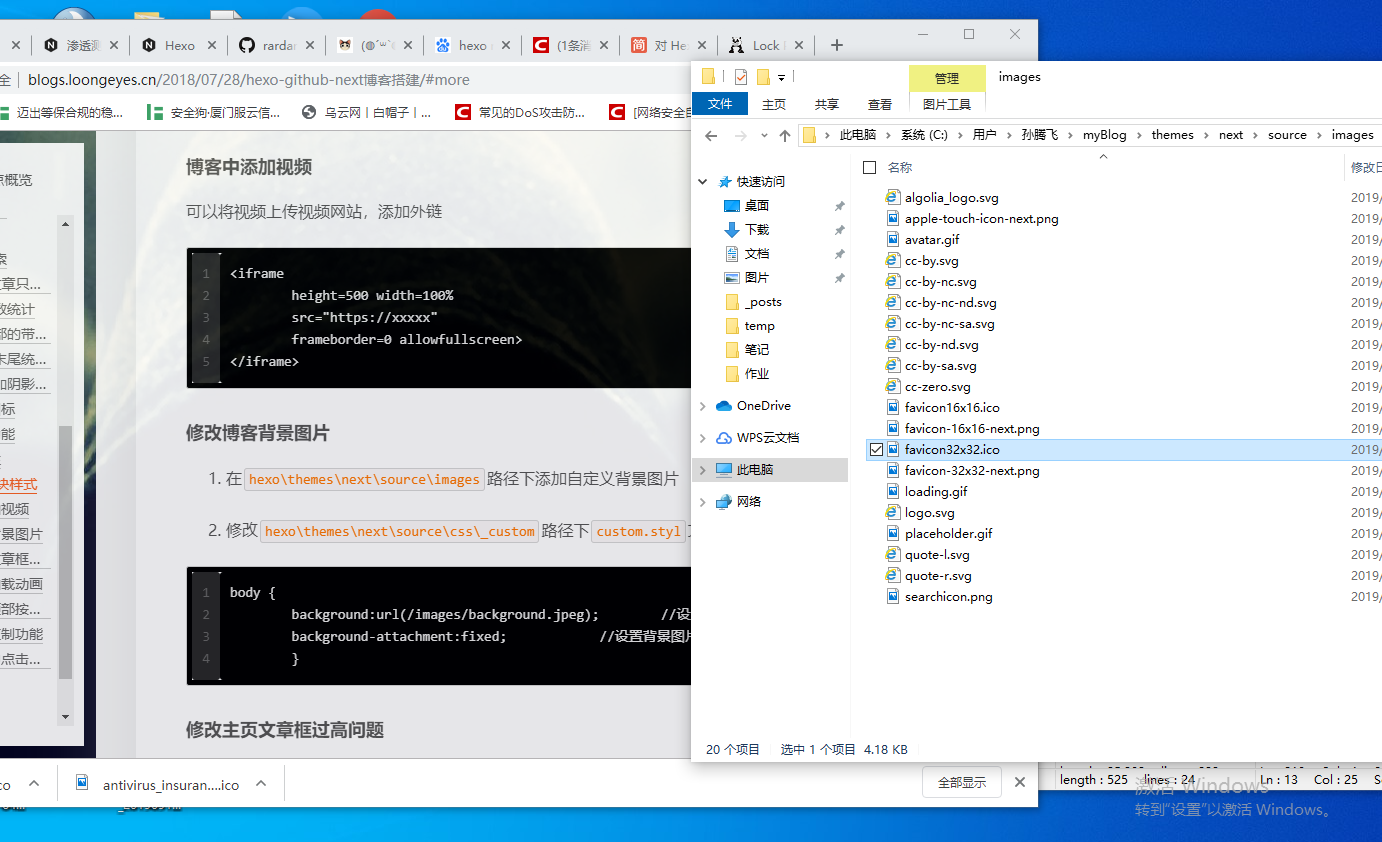 渗透测
Hexo
rardar
(◍´꒳`◍
hexo
(1条消
对 He
Lock
全 blogs.loongeyes.cn/2018/07/28/hexo-github-next博客搭建/#more
迈出等保合规的稳...
安全狗·厦门服云信...
乌云网丨白帽子丨...
常见的DoS攻击防...
[网络安全自
点概览
索
章只...
数统计
部的带...
末尾统...
加阴影...
标
能
块样式
视频
景图片
章框...
载动画
部按...
制功能
点击...
博客中添加视频
可以将视频上传视频网站，添加外链
1 <iframe
2 height=500 width=100%
3 src="https://xxxxx"
4 frameborder=0 allowfullscreen>
5 </iframe>
修改博客背景图片
1. 在 hexo\themes\next\source\images 路径下添加自定义背景图片
2. 修改 hexo\themes\next\source\css\_custom 路径下 custom.styl
1 body {
2 background:url(/images/background.jpeg); //设
3 background-attachment:fixed; //设置背景图片
4 }
修改主页文章框过高问题
co
antivirus_insuran....ico
全部显示
管理
images
文件
主页
共享
查看
图片工具
此电脑 › 系统 (C:) › 用户 › 孙腾飞 › myBlog › themes › next › source › images
快速访问
桌面
下载
文档
图片
_posts
temp
笔记
作业
OneDrive
WPS云文档
此电脑
网络
名称 修改日
algolia_logo.svg 2019/
apple-touch-icon-next.png 2019/
avatar.gif 2019/
cc-by.svg 2019/
cc-by-nc.svg 2019/
cc-by-nc-nd.svg 2019/
cc-by-nc-sa.svg 2019/
cc-by-nd.svg 2019/
cc-by-sa.svg 2019/
cc-zero.svg 2019/
favicon16x16.ico 2019/
favicon-16x16-next.png 2019/
favicon32x32.ico 2019/
favicon-32x32-next.png 2019/
loading.gif 2019/
logo.svg 2019/
placeholder.gif 2019/
quote-l.svg 2019/
quote-r.svg 2019/
searchicon.png 2019/
20 个项目 选中 1 个项目 4.18 KB
length : 525 lines : 24 Ln : 13 Col : 25 S
激活 Windows
转到“设置”以激活 Windows。